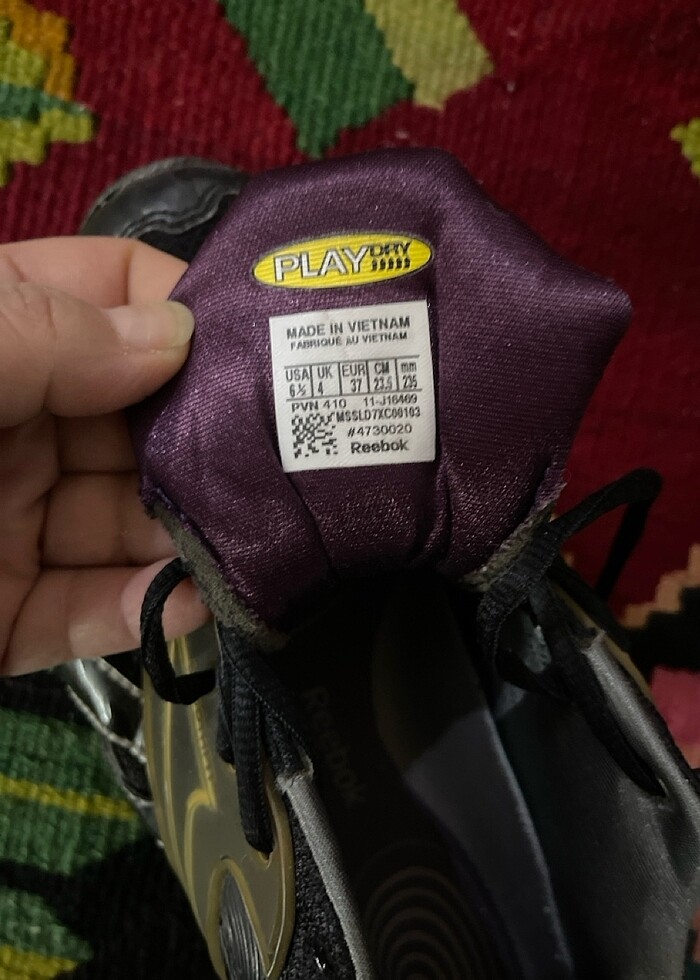 PLAYDRY
MADE IN VIETNAM
FABRIQUÉ AU VIETNAM
USA UK EUR CM mm
6½ 4 37 23.5 235
PVN 410 11-J16469
MSSLD7XC00103
#4730020
Reebok
Reebok